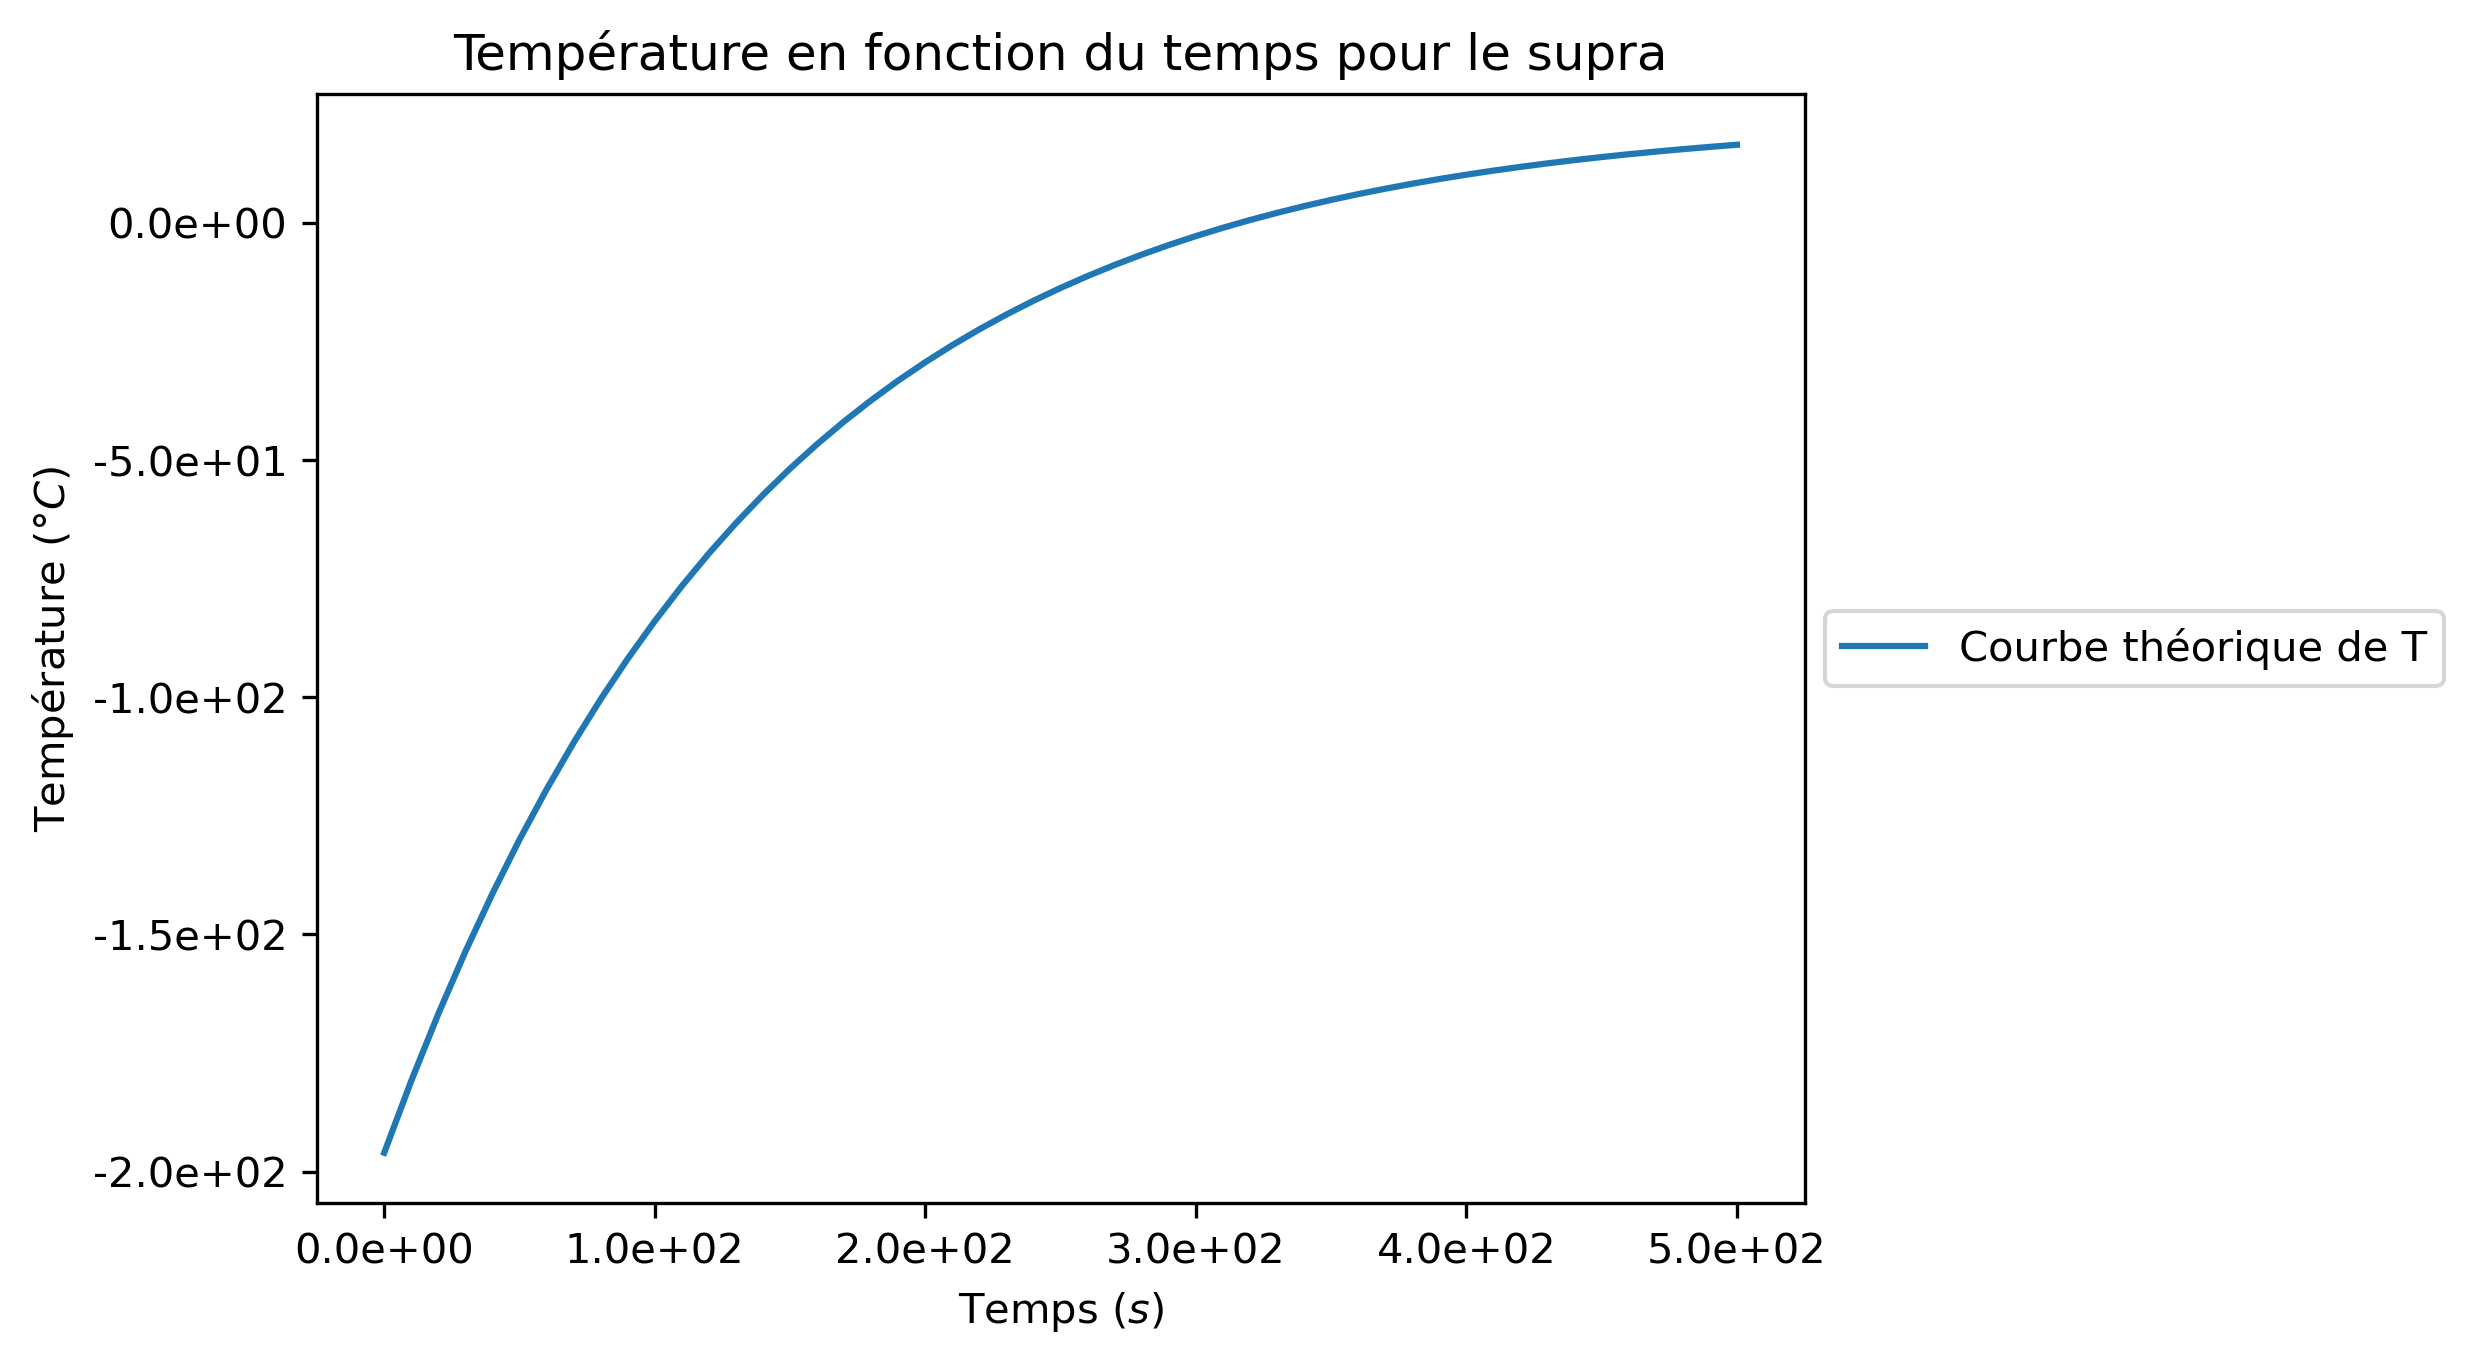 Température en fonction du temps pour le supra
Température (°C)
0.0e+00
-5.0e+01
-1.0e+02
-1.5e+02
-2.0e+02
0.0e+00 1.0e+02 2.0e+02 3.0e+02 4.0e+02 5.0e+02
Temps (s)
Courbe théorique de T